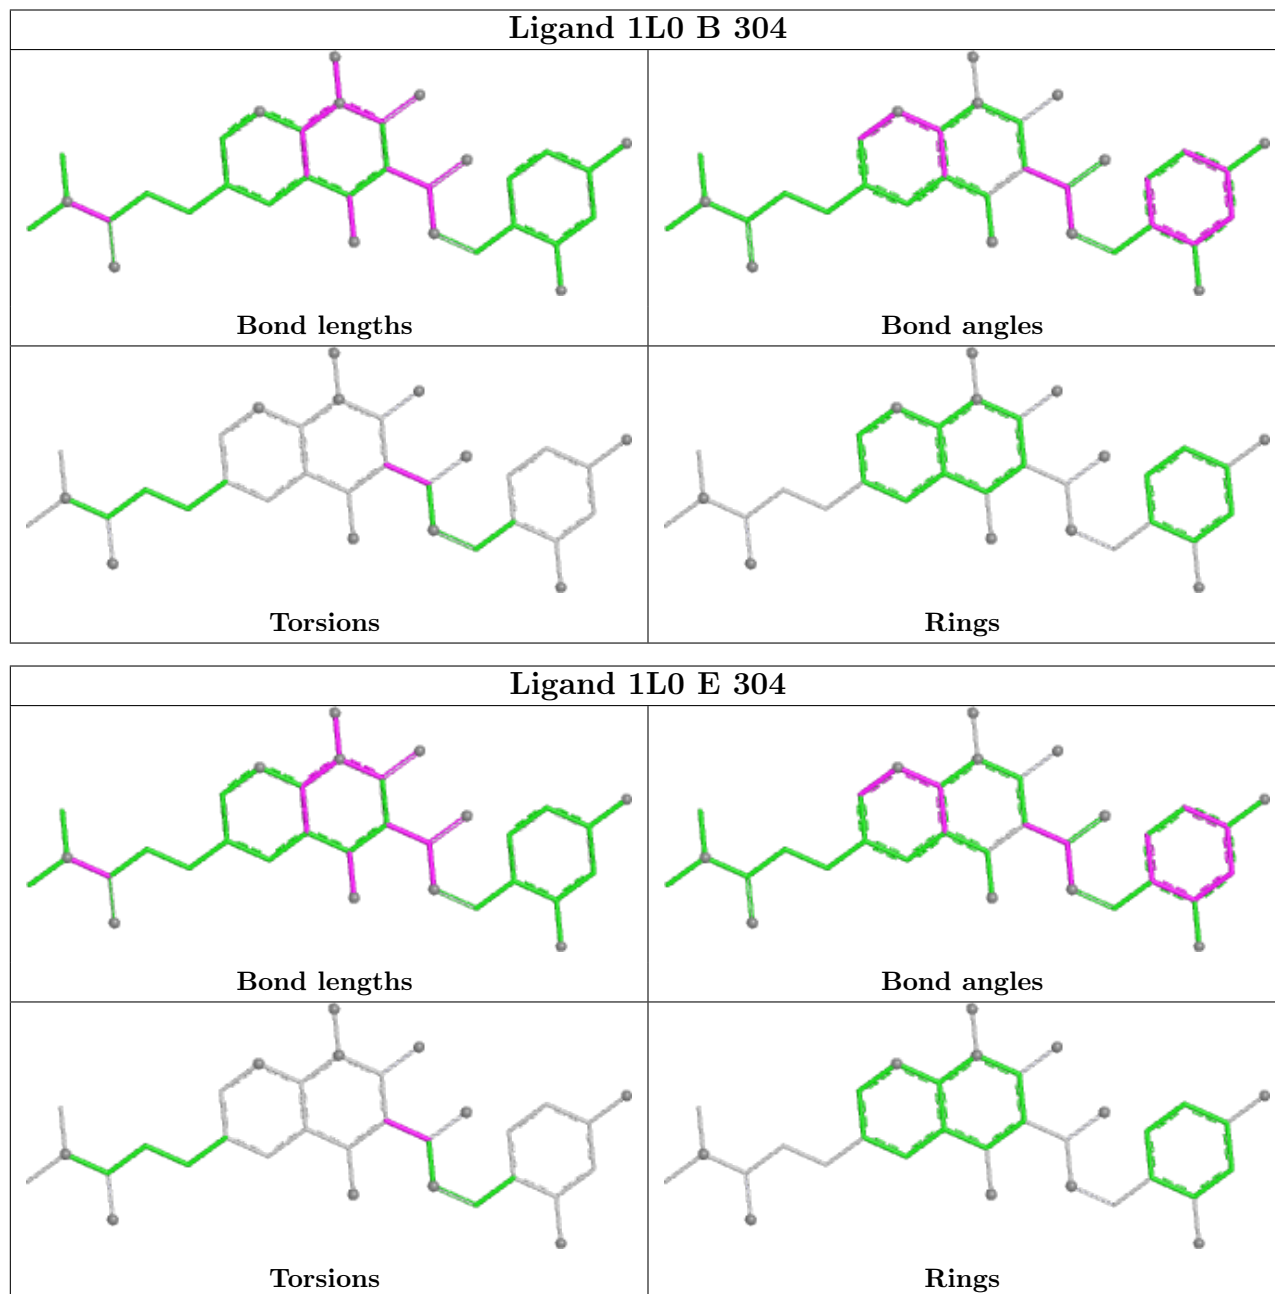 Ligand 1L0 B 304
Bond lengths
Bond angles
Torsions
Rings
Ligand 1L0 E 304
Bond lengths
Bond angles
Torsions
Rings